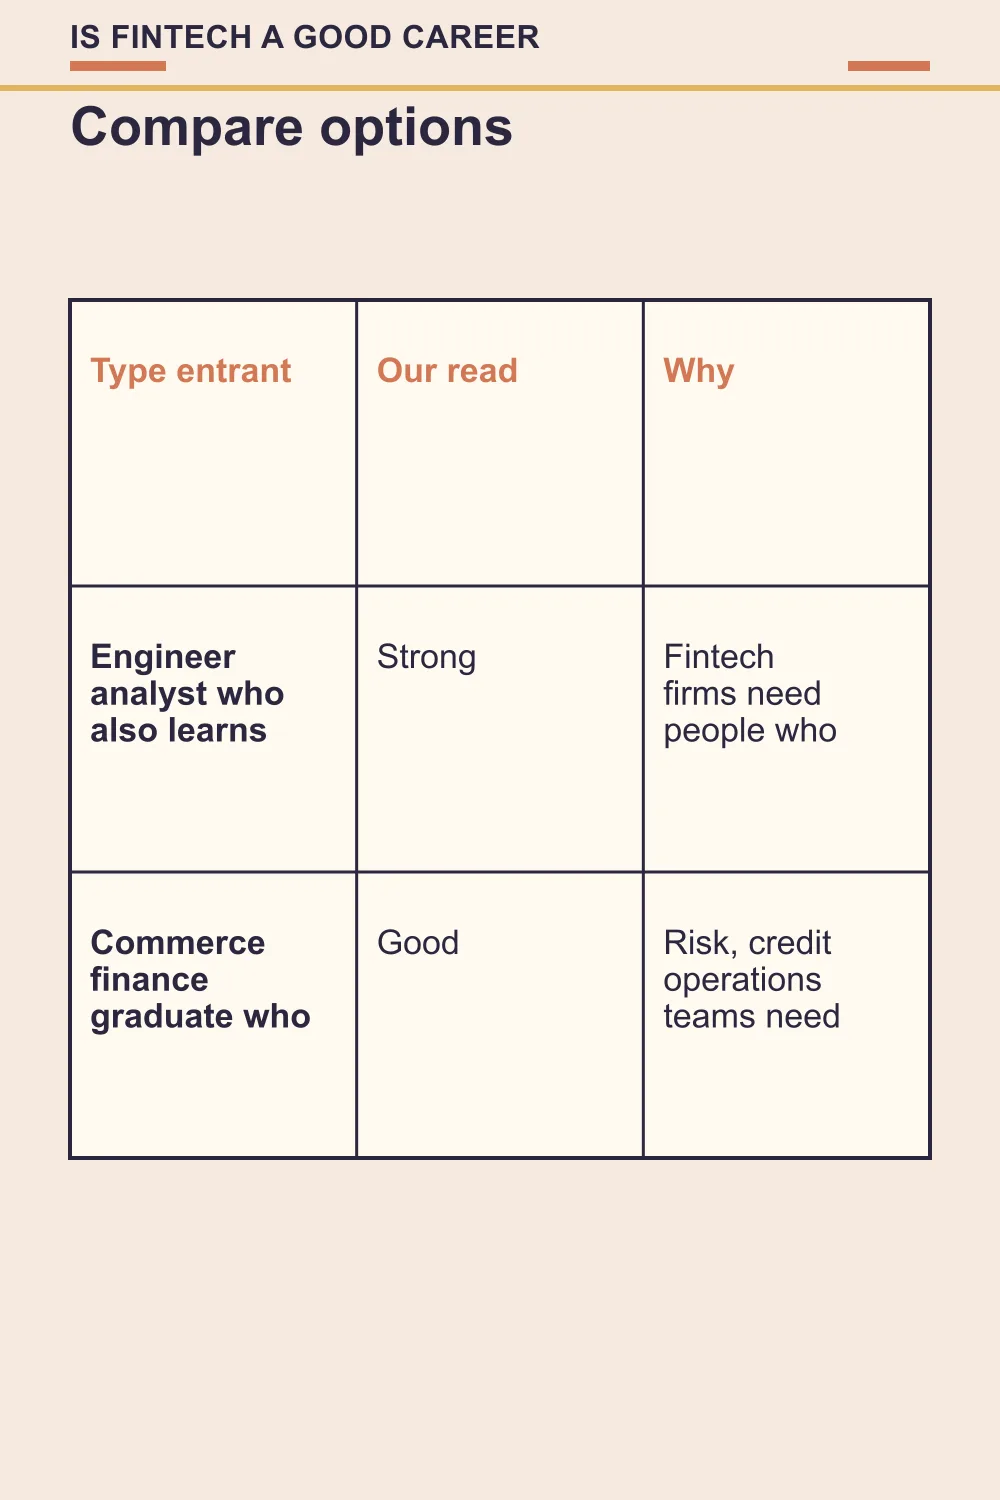 IS FINTECH A GOOD CAREER
Compare options
Type entrant
Our read
Why
Engineer
analyst who
also learns
Strong
Fintech
firms need
people who
Commerce
finance
graduate who
Good
Risk, credit
operations
teams need